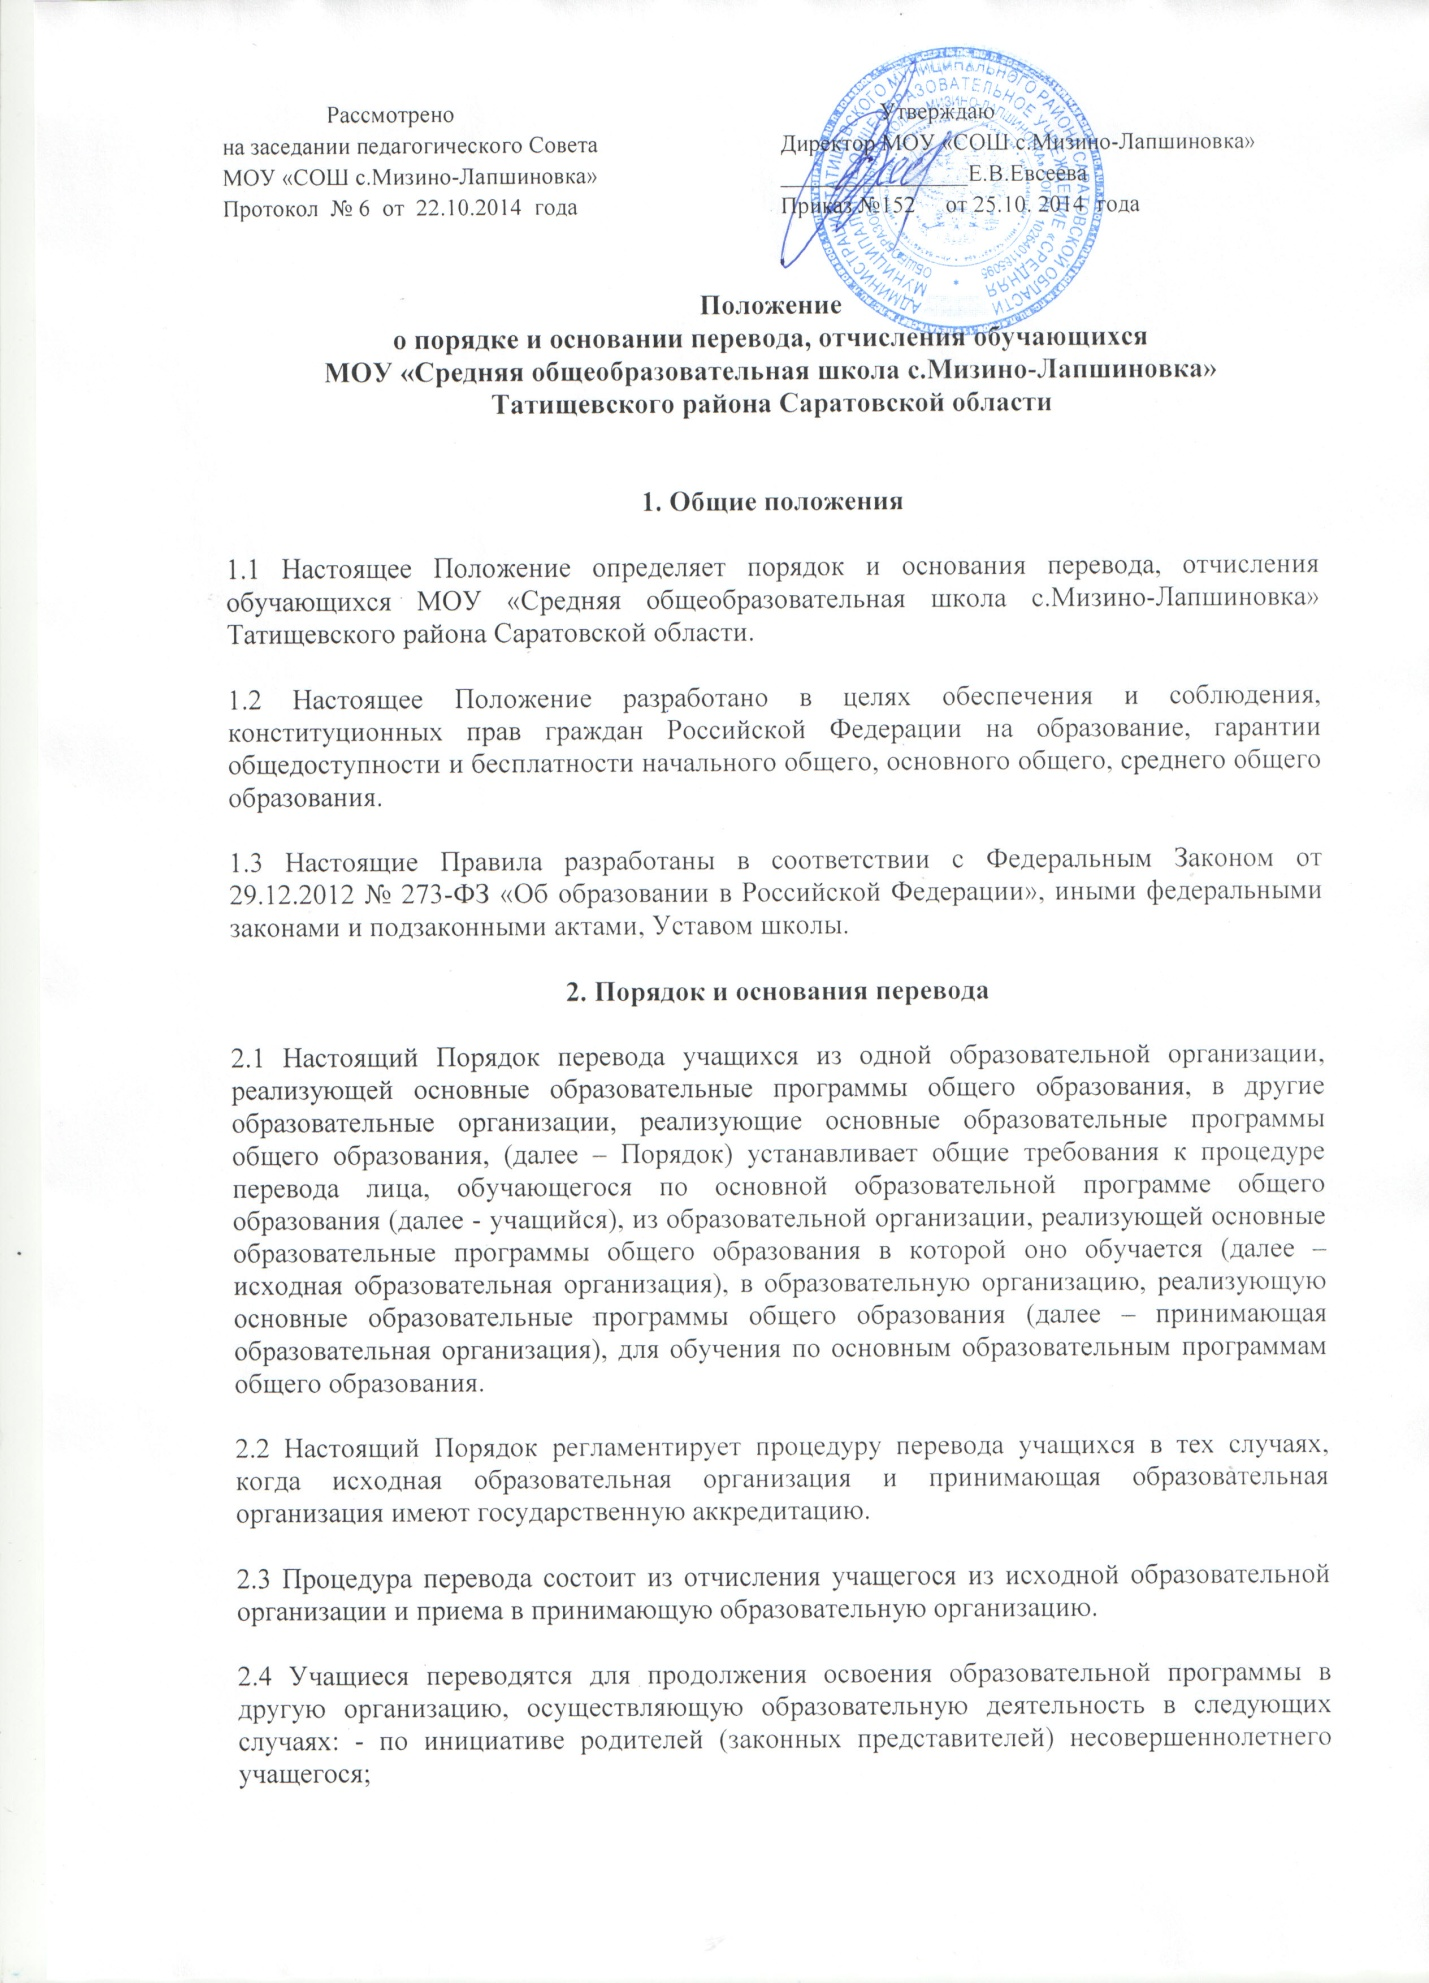 Рассмотрено
на заседании педагогического Совета
МОУ «СОШ с.Мизино-Лапшиновка»
Протокол № 6 от 22.10.2014 года
Утверждаю
Директор МОУ «СОШ с.Мизино-Лапшиновка»
_________________Е.В.Евсеева
Приказ №152 от 25.10. 2014 года
Положение
о порядке и основании перевода, отчисления обучающихся
МОУ «Средняя общеобразовательная школа с.Мизино-Лапшиновка»
Татищевского района Саратовской области
1. Общие положения
1.1 Настоящее Положение определяет порядок и основания перевода, отчисления
обучающихся МОУ «Средняя общеобразовательная школа с.Мизино-Лапшиновка»
Татищевского района Саратовской области.
1.2 Настоящее Положение разработано в целях обеспечения и соблюдения,
конституционных прав граждан Российской Федерации на образование, гарантии
общедоступности и бесплатности начального общего, основного общего, среднего общего
образования.
1.3 Настоящие Правила разработаны в соответствии с Федеральным Законом от
29.12.2012 № 273-ФЗ «Об образовании в Российской Федерации», иными федеральными
законами и подзаконными актами, Уставом школы.
2. Порядок и основания перевода
2.1 Настоящий Порядок перевода учащихся из одной образовательной организации,
реализующей основные образовательные программы общего образования, в другие
образовательные организации, реализующие основные образовательные программы
общего образования, (далее – Порядок) устанавливает общие требования к процедуре
перевода лица, обучающегося по основной образовательной программе общего
образования (далее - учащийся), из образовательной организации, реализующей основные
образовательные программы общего образования в которой оно обучается (далее –
исходная образовательная организация), в образовательную организацию, реализующую
основные образовательные программы общего образования (далее – принимающая
образовательная организация), для обучения по основным образовательным программам
общего образования.
2.2 Настоящий Порядок регламентирует процедуру перевода учащихся в тех случаях,
когда исходная образовательная организация и принимающая образовательная
организация имеют государственную аккредитацию.
2.3 Процедура перевода состоит из отчисления учащегося из исходной образовательной
организации и приема в принимающую образовательную организацию.
2.4 Учащиеся переводятся для продолжения освоения образовательной программы в
другую организацию, осуществляющую образовательную деятельность в следующих
случаях: - по инициативе родителей (законных представителей) несовершеннолетнего
учащегося;